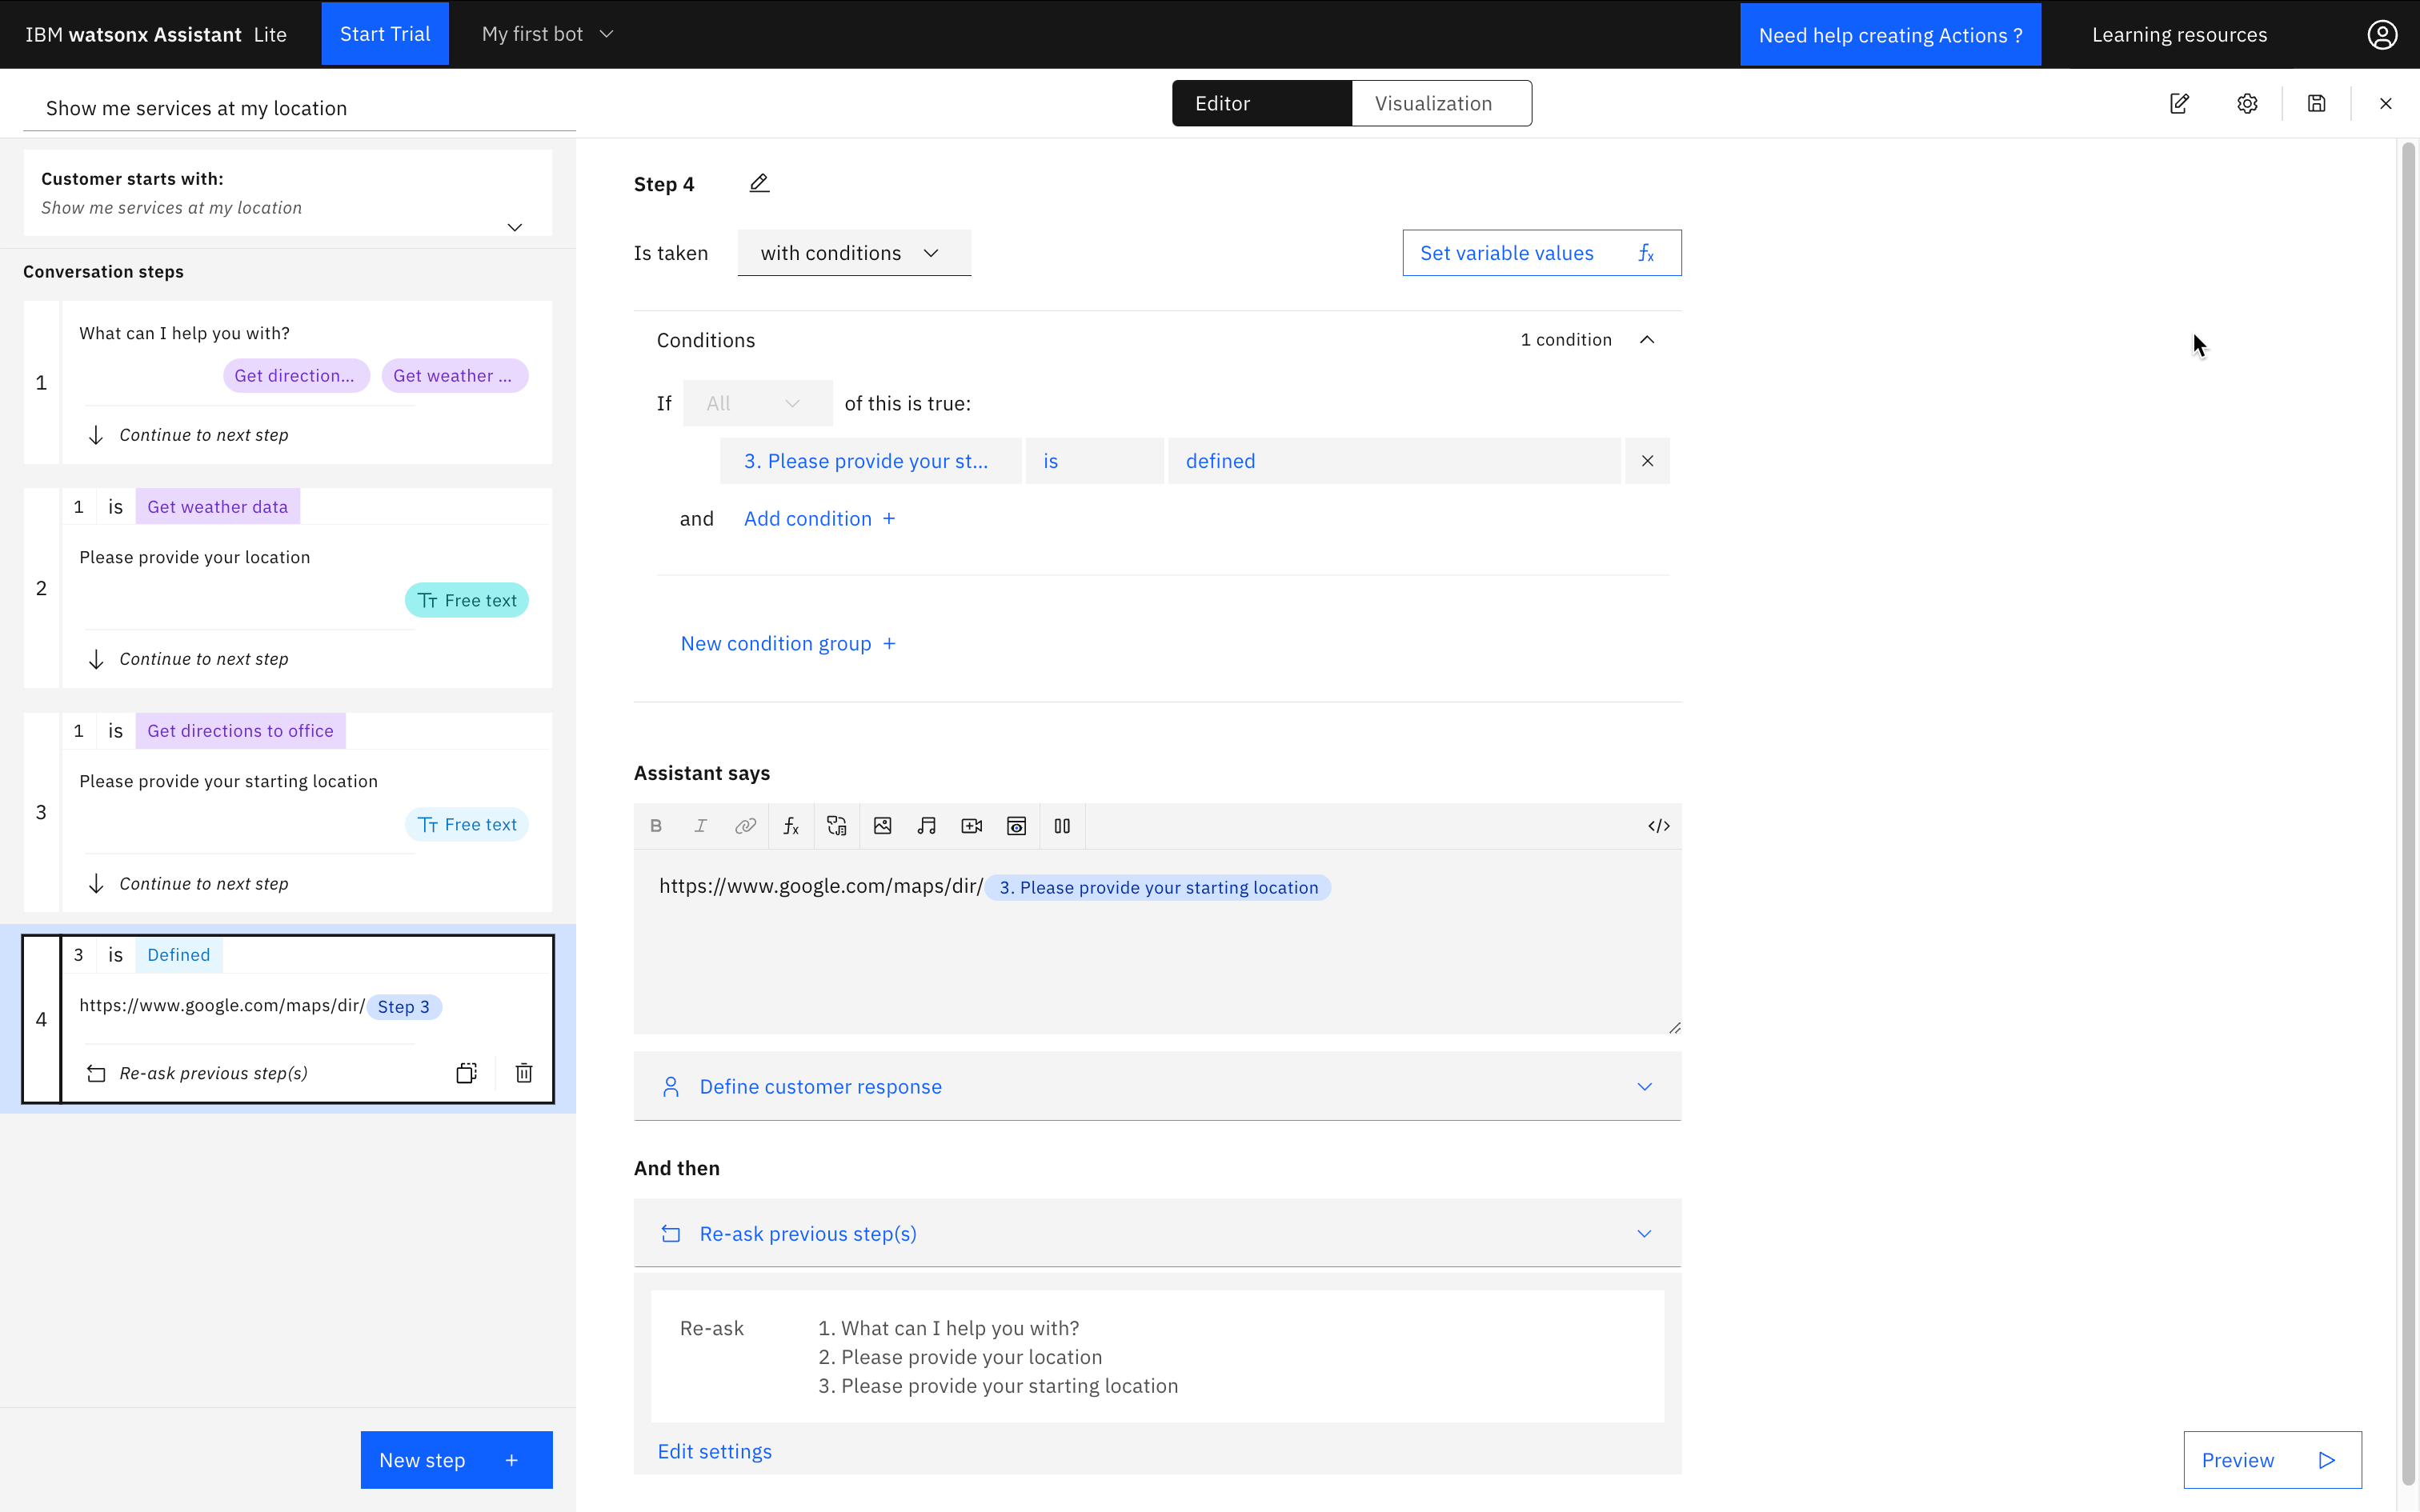 IBM watsonx Assistant Lite
Start Trial
My first bot
Need help creating Actions ?
Learning resources
Show me services at my location
Editor
Visualization
Customer starts with:
Show me services at my location
Conversation steps
1
What can I help you with?
Get direction...
Get weather ...
Continue to next step
2
1 is Get weather data
Please provide your location
Free text
Continue to next step
3
1 is Get directions to office
Please provide your starting location
Free text
Continue to next step
4
3 is Defined
https://www.google.com/maps/dir/ Step 3
Re-ask previous step(s)
New step +
Step 4
Is taken with conditions
Set variable values fx
Conditions
1 condition
If All of this is true:
3. Please provide your st... is defined
and Add condition +
New condition group +
Assistant says
B I fx </>
https://www.google.com/maps/dir/ 3. Please provide your starting location
Define customer response
And then
Re-ask previous step(s)
Re-ask
1. What can I help you with?
2. Please provide your location
3. Please provide your starting location
Edit settings
Preview